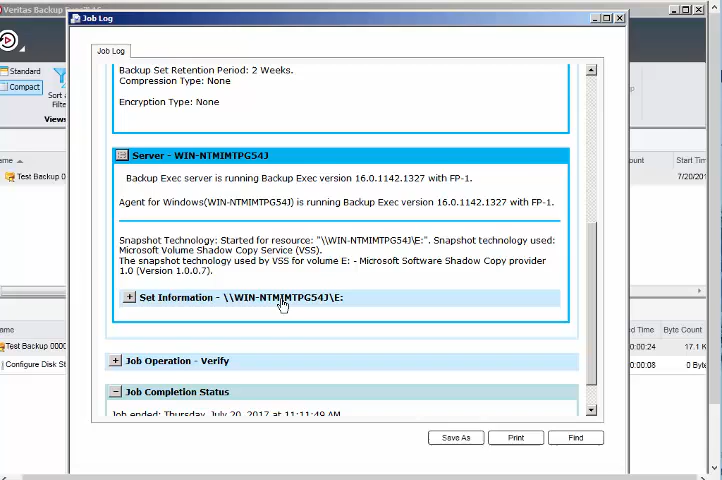 Veritas Backup Exec
Job Log
Job Log
Standard
Compact
Sort
Filte
Views
Backup Set Retention Period: 2 Weeks.
Compression Type: None
Encryption Type: None
Server - WIN-NTMIMTPG54J
Backup Exec server is running Backup Exec version 16.0.1142.1327 with FP-1.
Agent for Windows(WIN-NTMIMTPG54J) is running Backup Exec version 16.0.1142.1327 with FP-1.
Snapshot Technology: Started for resource: "\\WIN-NTMIMTPG54J\E:". Snapshot technology used:
Microsoft Volume Shadow Copy Service (VSS).
The snapshot technology used by VSS for volume E: - Microsoft Software Shadow Copy provider
1.0 (Version 1.0.0.7).
Set Information - \\WIN-NTMIMTPG54J\E:
Job Operation - Verify
Job Completion Status
Job ended: Thursday, July 20, 2017 at 11:11:49 AM
Save As
Print
Find
ame
Test Backup 0
ount
Start Tim
7/20/201
ame
Test Backup 0000
Configure Disk St
d Time
Byte Count
:00:24
17.1 K
:00:08
0 Byte